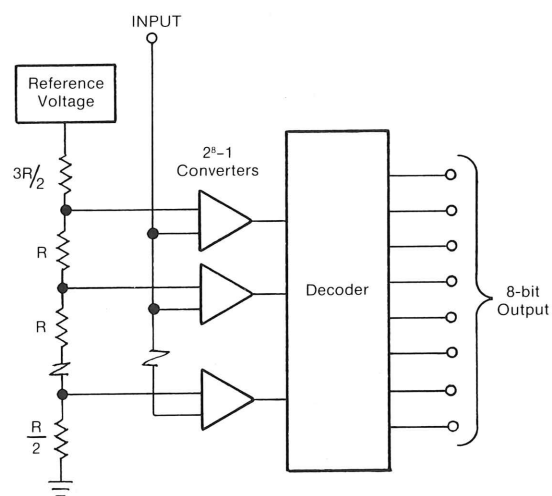 INPUT
Reference
Voltage
3R/2
2⁸-1
Converters
R
Decoder
8-bit
Output
R
R/2